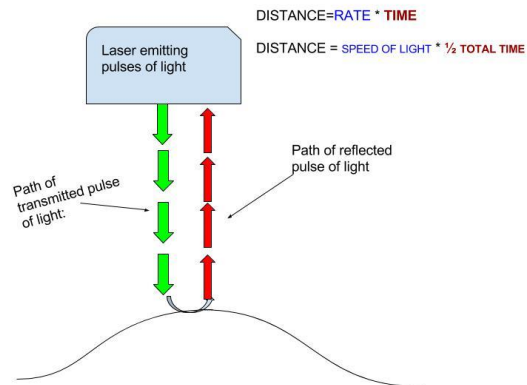 DISTANCE=RATE * TIME
DISTANCE = SPEED OF LIGHT * ½ TOTAL TIME
Laser emitting
pulses of light
Path of reflected
pulse of light
Path of
transmitted pulse
of light: